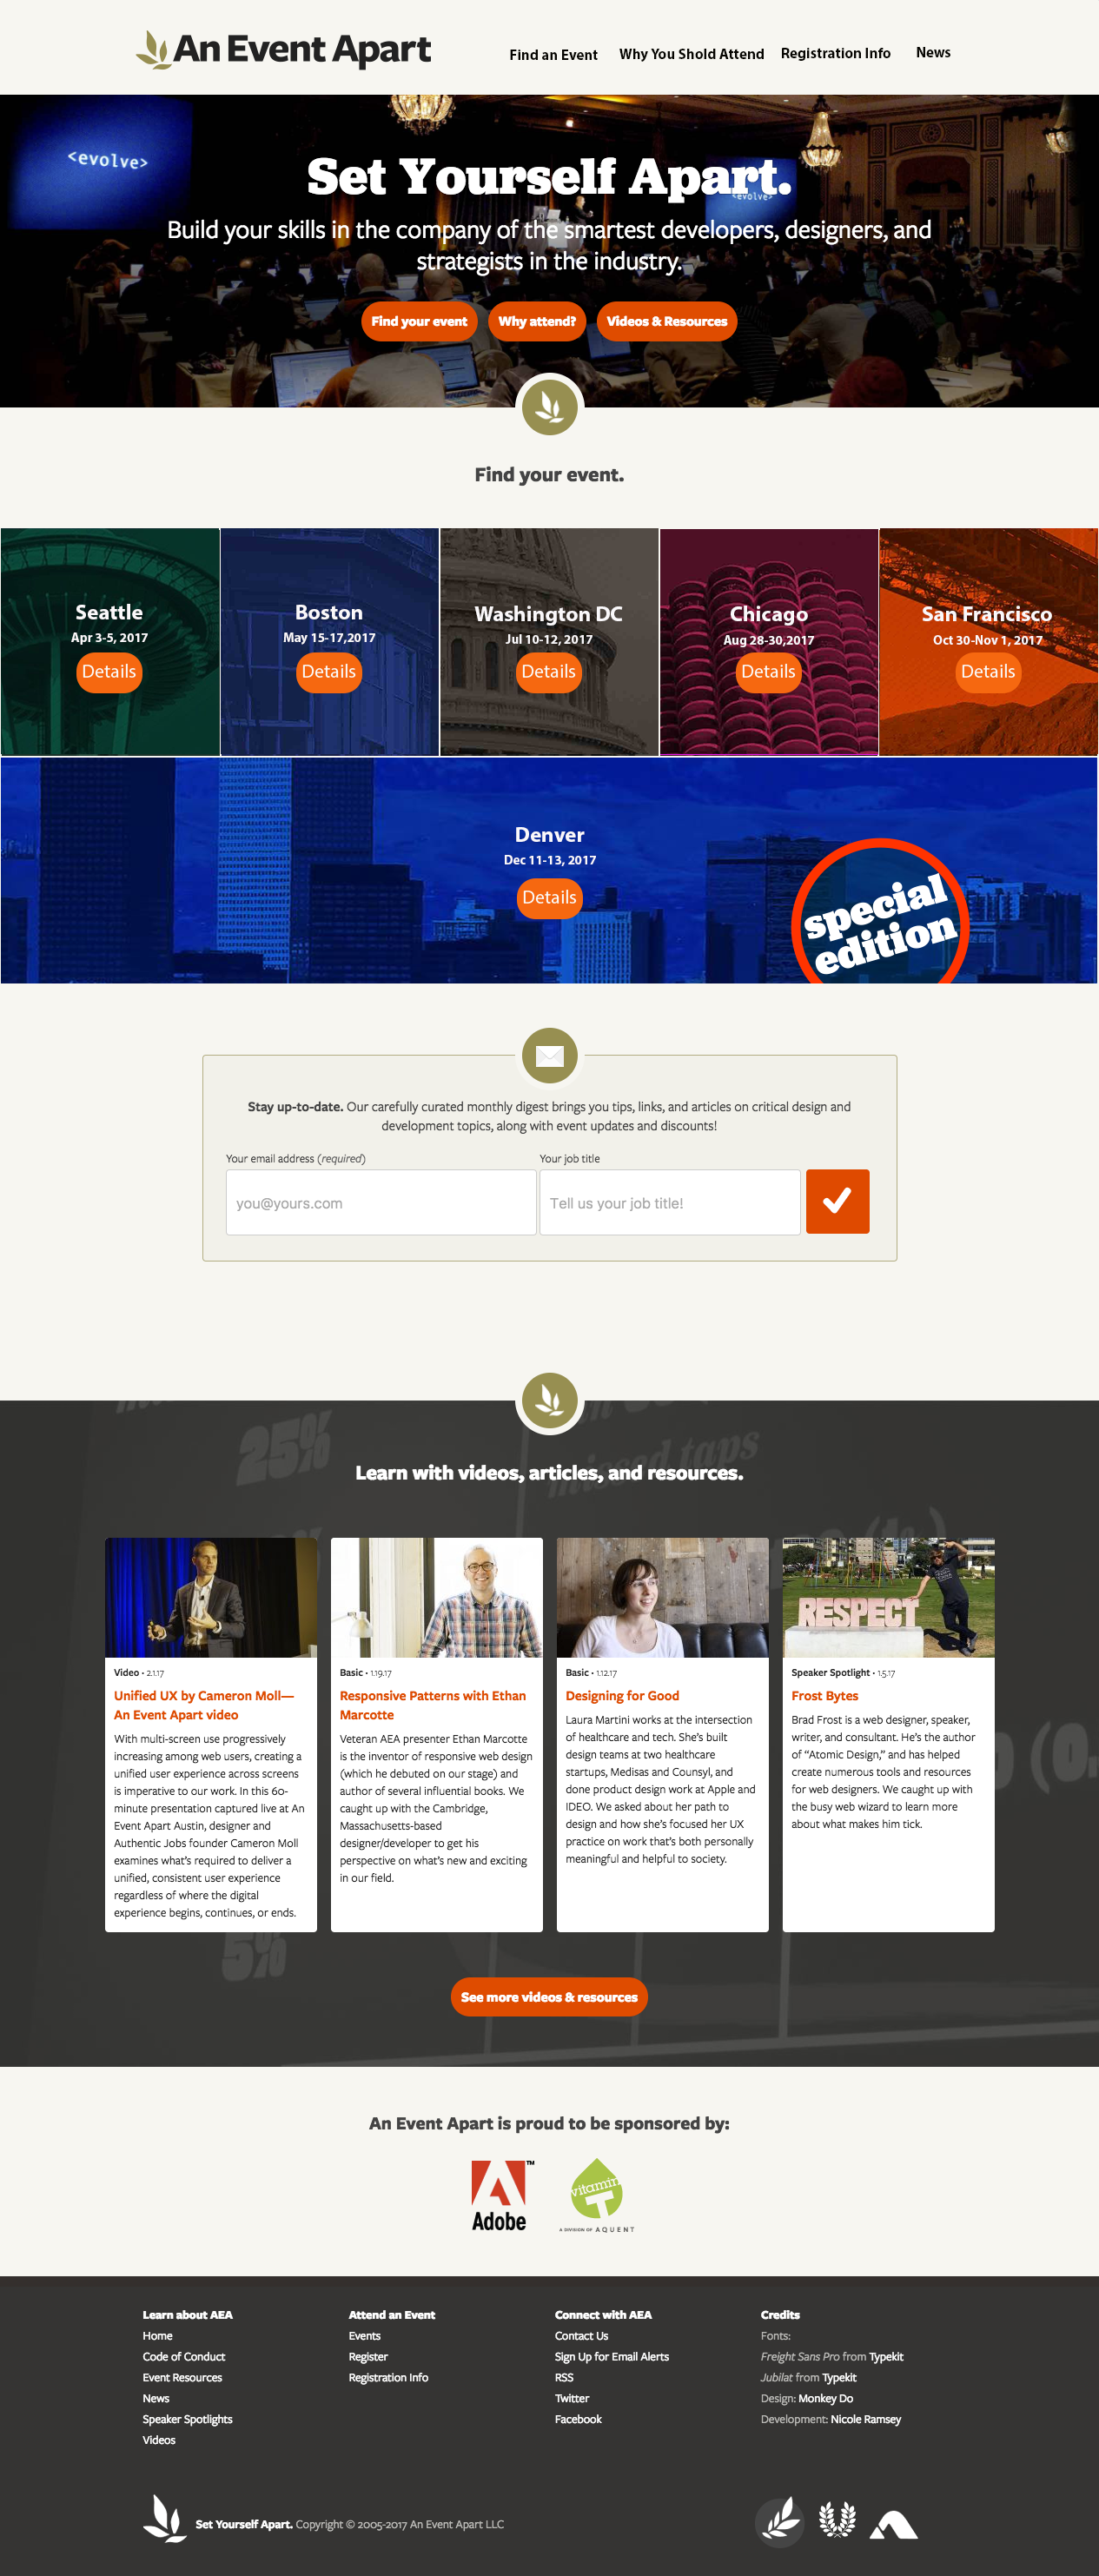 An Event Apart
Find an Event
Why You Shold Attend
Registration Info
News
<evolve>
Set Yourself Apart.
<evolve>
Build your skills in the company of the smartest developers, designers, and
strategists in the industry.
Find your event
Why attend?
Videos & Resources
Find your event.
Seattle
Apr 3-5, 2017
Details
Boston
May 15-17,2017
Details
Washington DC
Jul 10-12, 2017
Details
Chicago
Aug 28-30,2017
Details
San Francisco
Oct 30-Nov 1, 2017
Details
Denver
Dec 11-13, 2017
Details
special
edition
Stay up-to-date. Our carefully curated monthly digest brings you tips, links, and articles on critical design and
development topics, along with event updates and discounts!
Your email address (required)
Your job title
you@yours.com
Tell us your job title!
25%
missed taps
Learn with videos, articles, and resources.
RESPECT
Video • 2.1.17
Unified UX by Cameron Moll—
An Event Apart video
With multi-screen use progressively
increasing among web users, creating a
unified user experience across screens
is imperative to our work. In this 60-
minute presentation captured live at An
Event Apart Austin, designer and
Authentic Jobs founder Cameron Moll
examines what's required to deliver a
unified, consistent user experience
regardless of where the digital
experience begins, continues, or ends.
Basic • 1.19.17
Responsive Patterns with Ethan
Marcotte
Veteran AEA presenter Ethan Marcotte
is the inventor of responsive web design
(which he debuted on our stage) and
author of several influential books. We
caught up with the Cambridge,
Massachusetts-based
designer/developer to get his
perspective on what's new and exciting
in our field.
Basic • 1.12.17
Designing for Good
Laura Martini works at the intersection
of healthcare and tech. She's built
design teams at two healthcare
startups, Medisas and Counsyl, and
done product design work at Apple and
IDEO. We asked about her path to
design and how she's focused her UX
practice on work that's both personally
meaningful and helpful to society.
Speaker Spotlight • 1.5.17
Frost Bytes
Brad Frost is a web designer, speaker,
writer, and consultant. He's the author
of “Atomic Design,” and has helped
create numerous tools and resources
for web designers. We caught up with
the busy web wizard to learn more
about what makes him tick.
5%
See more videos & resources
An Event Apart is proud to be sponsored by:
Adobe
TM
vitamin
T
A DIVISION OF AQUENT
Learn about AEA
Home
Code of Conduct
Event Resources
News
Speaker Spotlights
Videos
Attend an Event
Events
Register
Registration Info
Connect with AEA
Contact Us
Sign Up for Email Alerts
RSS
Twitter
Facebook
Credits
Fonts:
Freight Sans Pro from Typekit
Jubilat from Typekit
Design: Monkey Do
Development: Nicole Ramsey
Set Yourself Apart. Copyright © 2005-2017 An Event Apart LLC